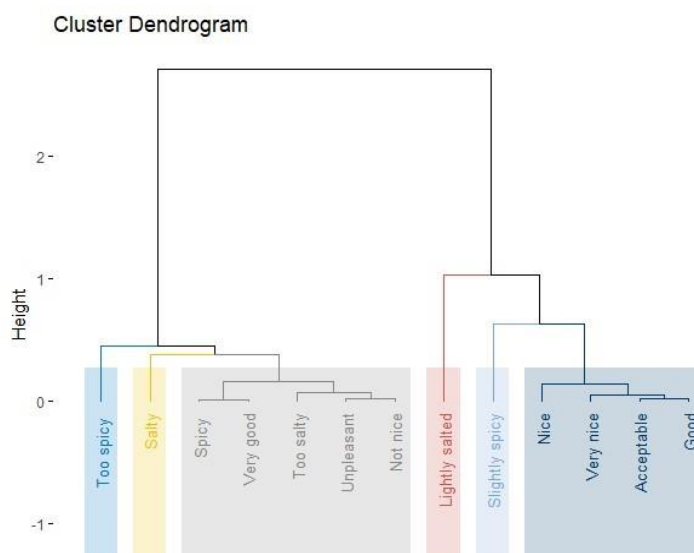 Cluster Dendrogram
Height
2
1
0
-1
Too spicy
Salty
Spicy
Very good
Too salty
Unpleasant
Not nice
Lightly salted
Slightly spicy
Nice
Very nice
Acceptable
Good